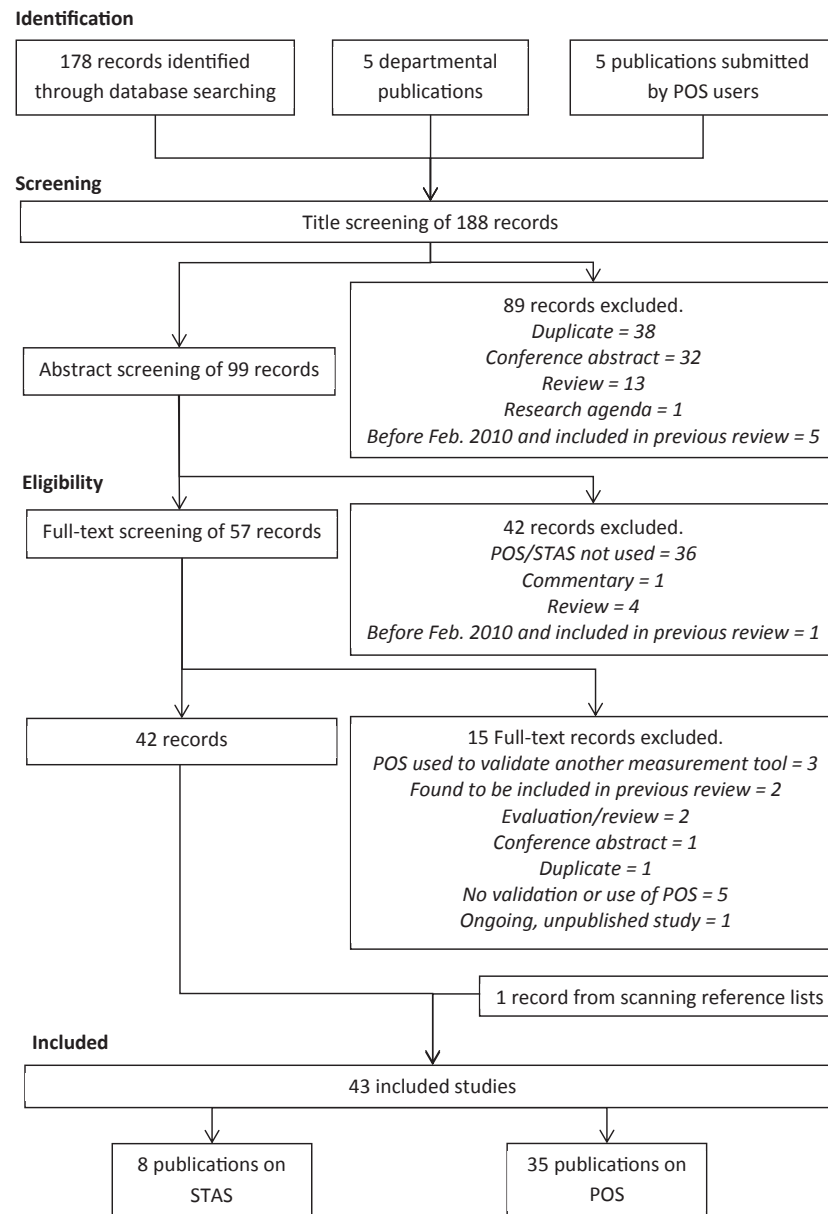 Identification
178 records identified
through database searching
5 departmental
publications
5 publications submitted
by POS users
Screening
Title screening of 188 records
89 records excluded.
Duplicate = 38
Conference abstract = 32
Review = 13
Research agenda = 1
Before Feb. 2010 and included in previous review = 5
Abstract screening of 99 records
Eligibility
Full-text screening of 57 records
42 records excluded.
POS/STAS not used = 36
Commentary = 1
Review = 4
Before Feb. 2010 and included in previous review = 1
42 records
15 Full-text records excluded.
POS used to validate another measurement tool = 3
Found to be included in previous review = 2
Evaluation/review = 2
Conference abstract = 1
Duplicate = 1
No validation or use of POS = 5
Ongoing, unpublished study = 1
1 record from scanning reference lists
Included
43 included studies
8 publications on
STAS
35 publications on
POS